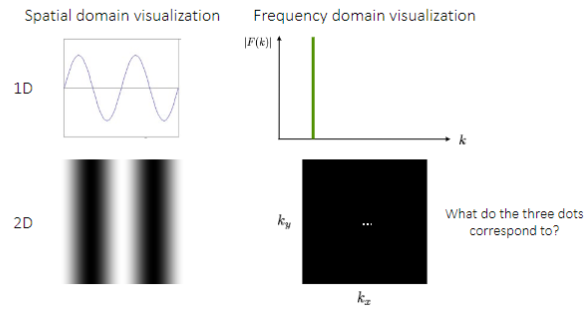 Spatial domain visualization
Frequency domain visualization
1D
|F(k)|
k
2D
k_y
What do the three dots
correspond to?
k_x